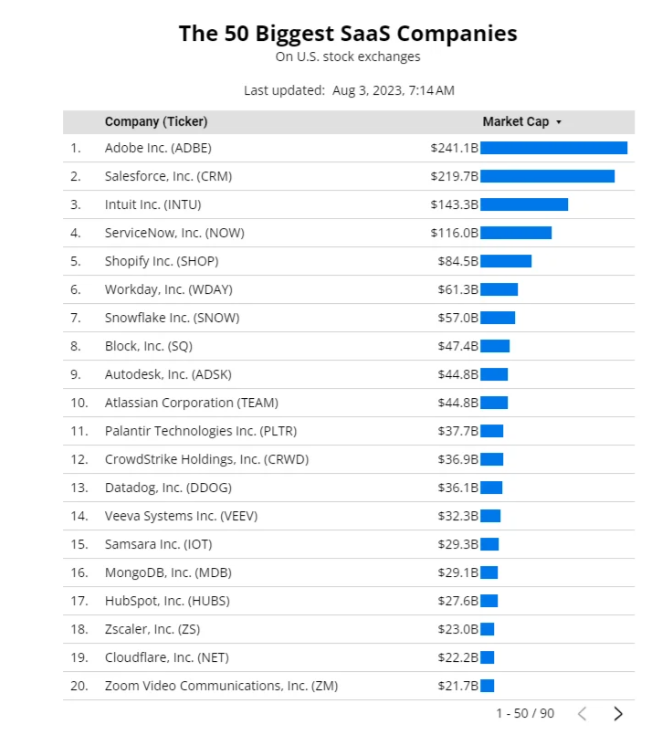 The 50 Biggest SaaS Companies
On U.S. stock exchanges
Last updated: Aug 3, 2023, 7:14 AM
Company (Ticker) Market Cap
1. Adobe Inc. (ADBE) $241.1B
2. Salesforce, Inc. (CRM) $219.7B
3. Intuit Inc. (INTU) $143.3B
4. ServiceNow, Inc. (NOW) $116.0B
5. Shopify Inc. (SHOP) $84.5B
6. Workday, Inc. (WDAY) $61.3B
7. Snowflake Inc. (SNOW) $57.0B
8. Block, Inc. (SQ) $47.4B
9. Autodesk, Inc. (ADSK) $44.8B
10. Atlassian Corporation (TEAM) $44.8B
11. Palantir Technologies Inc. (PLTR) $37.7B
12. CrowdStrike Holdings, Inc. (CRWD) $36.9B
13. Datadog, Inc. (DDOG) $36.1B
14. Veeva Systems Inc. (VEEV) $32.3B
15. Samsara Inc. (IOT) $29.3B
16. MongoDB, Inc. (MDB) $29.1B
17. HubSpot, Inc. (HUBS) $27.6B
18. Zscaler, Inc. (ZS) $23.0B
19. Cloudflare, Inc. (NET) $22.2B
20. Zoom Video Communications, Inc. (ZM) $21.7B
1 - 50 / 90